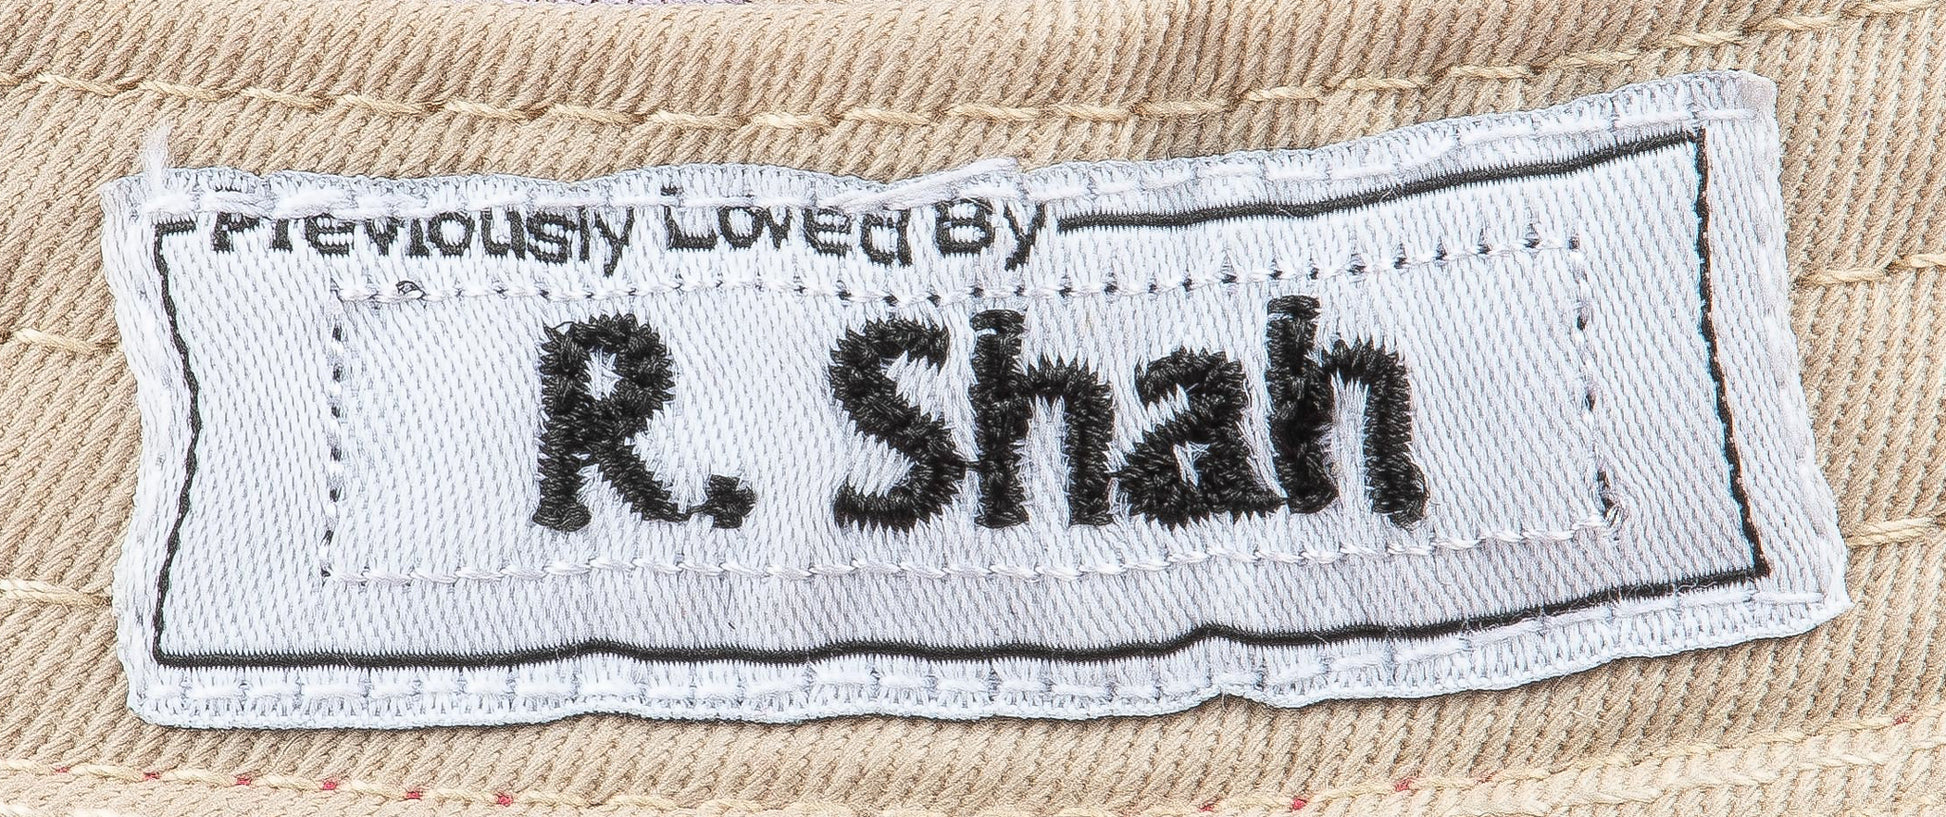 Previously Loved By
R. Shah